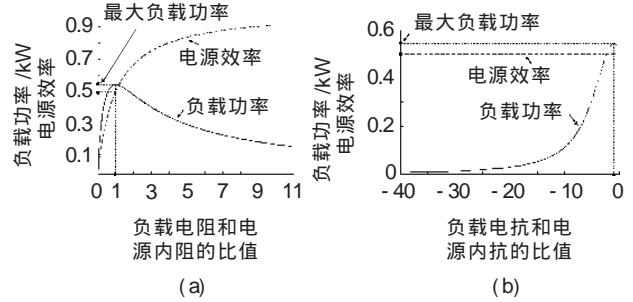 负载功率/kW
电源效率
0.9
0.7
0.5
0.3
0.1
最大负载功率
电源效率
负载功率
0 1 3 5 7 9 11
负载电阻和电
源内阻的比值
(a)
负载功率/kW
电源效率
0.6
0.4
0.2
0
最大负载功率
电源效率
负载功率
-40 -30 -20 -10 0
负载电抗和电
源内抗的比值
(b)